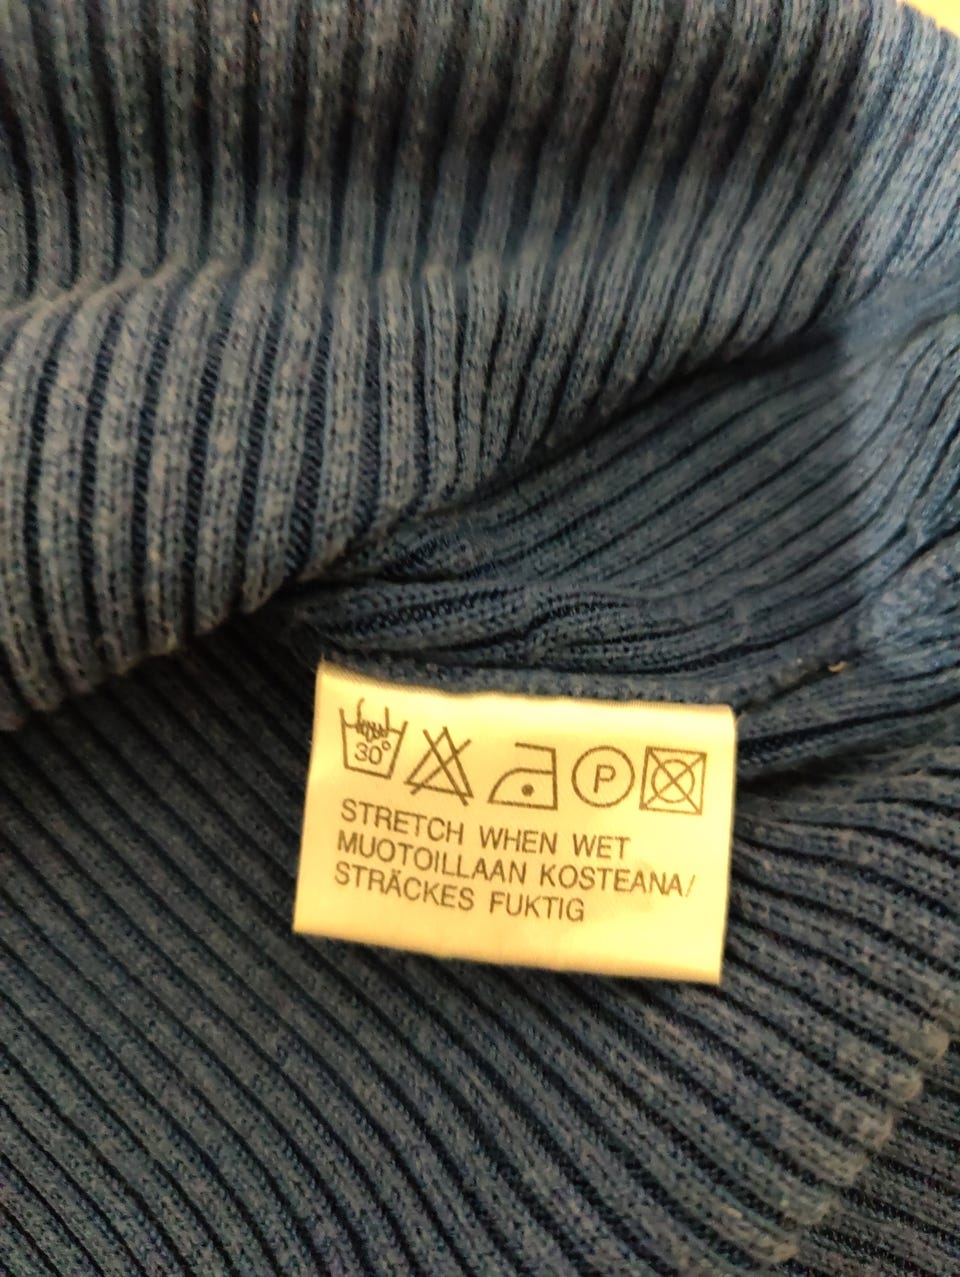 30°
P
STRETCH WHEN WET
MUOTOILLAAN KOSTEANA/
STRÄCKES FUKTIG